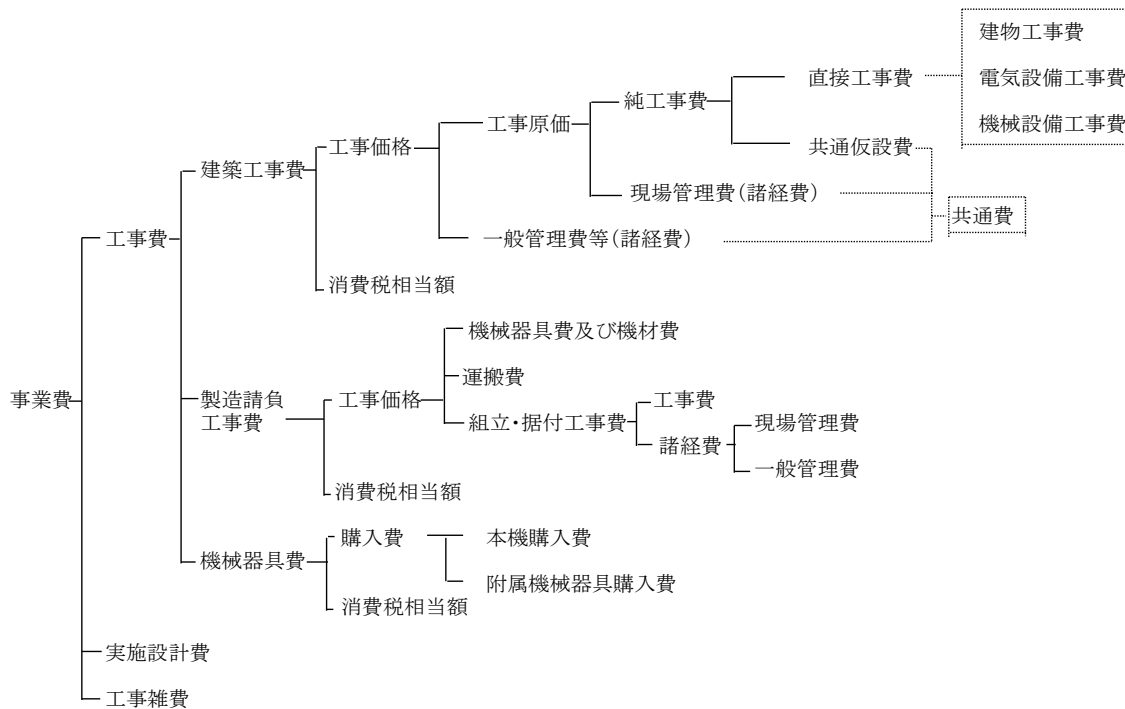 建物工事費
直接工事費
電気設備工事費
純工事費
工事原価
機械設備工事費
工事価格
共通仮設費
建築工事費
現場管理費(諸経費)
共通費
工事費
一般管理費等(諸経費)
消費税相当額
機械器具費及び機材費
運搬費
事業費
製造請負
工事費
工事価格
工事費
組立・据付工事費
現場管理費
諸経費
一般管理費
消費税相当額
機械器具費
購入費
本機購入費
附属機械器具購入費
消費税相当額
実施設計費
工事雑費